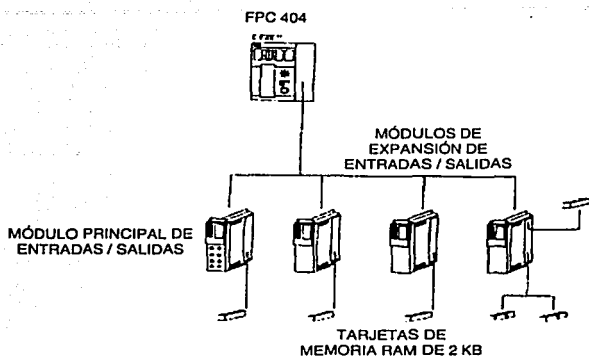 FPC 404
MÓDULOS DE
EXPANSIÓN DE
ENTRADAS / SALIDAS
MÓDULO PRINCIPAL DE
ENTRADAS / SALIDAS
TARJETAS DE
MEMORIA RAM DE 2 KB